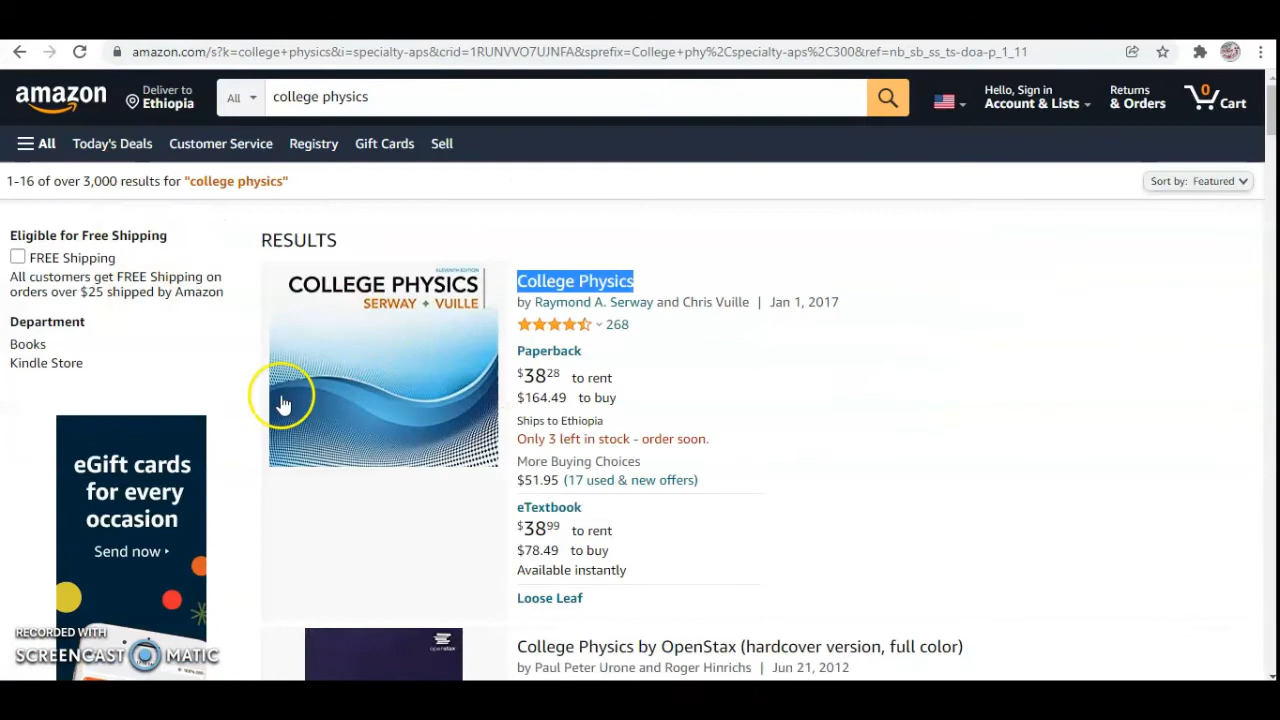 amazon.com/s?k=college+physics&i=specialty-aps&crid=1RUNVVO7UJNFA&sprefix=College+phy%2Cspecialty-aps%2C300&ref=nb_sb_ss_ts-doa-p_1_11
amazon
Deliver to
Ethiopia
All
college physics
Hello, Sign in
Account & Lists
Returns
& Orders
0
Cart
All
Today's Deals
Customer Service
Registry
Gift Cards
Sell
1-16 of over 3,000 results for "college physics"
Sort by: Featured
Eligible for Free Shipping
FREE Shipping
All customers get FREE Shipping on
orders over $25 shipped by Amazon
Department
Books
Kindle Store
eGift cards
for every
occasion
Send now
RECORDED WITH
SCREENCAST MATIC
RESULTS
ELEVENTH EDITION
COLLEGE PHYSICS
SERWAY + VUILLE
College Physics
by Raymond A. Serway and Chris Vuille | Jan 1, 2017
268
Paperback
$38 28 to rent
$164.49 to buy
Ships to Ethiopia
Only 3 left in stock - order soon.
More Buying Choices
$51.95 (17 used & new offers)
eTextbook
$38 99 to rent
$78.49 to buy
Available instantly
Loose Leaf
openstax
College Physics by OpenStax (hardcover version, full color)
by Paul Peter Urone and Roger Hinrichs | Jun 21, 2012